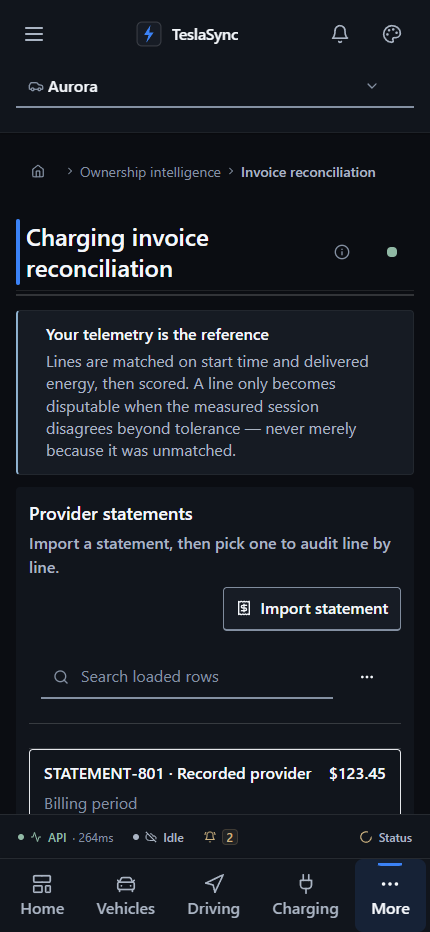 TeslaSync
Aurora
Ownership intelligence
Invoice reconciliation
Charging invoice
reconciliation
Your telemetry is the reference
Lines are matched on start time and delivered
energy, then scored. A line only becomes
disputable when the measured session
disagrees beyond tolerance — never merely
because it was unmatched.
Provider statements
Import a statement, then pick one to audit line by
line.
Import statement
Search loaded rows
STATEMENT-801 · Recorded provider $123.45
Billing period
API · 264ms Idle 2 Status
Home Vehicles Driving Charging More